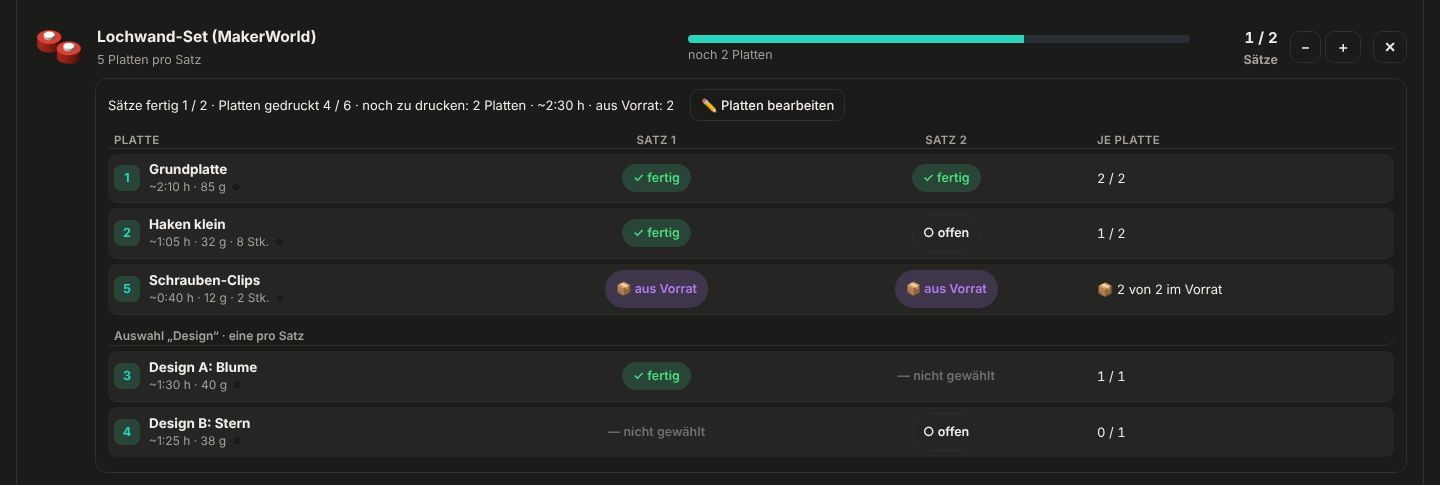 Lochwand-Set (MakerWorld)
5 Platten pro Satz
noch 2 Platten
1 / 2
Sätze
−
+
✕
Sätze fertig 1 / 2 · Platten gedruckt 4 / 6 · noch zu drucken: 2 Platten · ~2:30 h · aus Vorrat: 2
✏️ Platten bearbeiten
PLATTE SATZ 1 SATZ 2 JE PLATTE
1 Grundplatte ✓ fertig ✓ fertig 2 / 2
~2:10 h · 85 g
2 Haken klein ✓ fertig O offen 1 / 2
~1:05 h · 32 g · 8 Stk.
5 Schrauben-Clips 📦 aus Vorrat 📦 aus Vorrat 📦 2 von 2 im Vorrat
~0:40 h · 12 g · 2 Stk.
Auswahl „Design“ · eine pro Satz
3 Design A: Blume ✓ fertig — nicht gewählt 1 / 1
~1:30 h · 40 g
4 Design B: Stern — nicht gewählt O offen 0 / 1
~1:25 h · 38 g